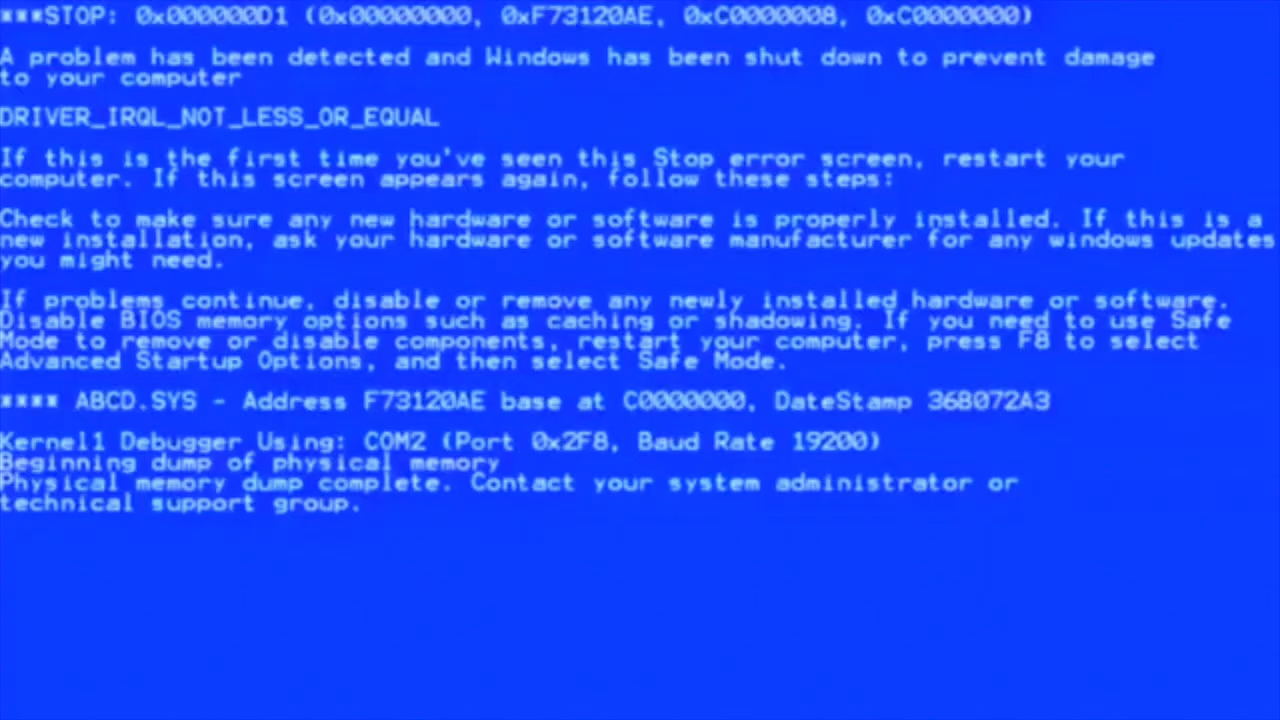 ***STOP: 0x000000D1 (0x00000000, 0xF73120AE, 0xC0000008, 0xC0000000)
A problem has been detected and Windows has been shut down to prevent damage
to your computer
DRIVER_IRQL_NOT_LESS_OR_EQUAL
If this is the first time you've seen this Stop error screen, restart your
computer. If this screen appears again, follow these steps:
Check to make sure any new hardware or software is properly installed. If this is a
new installation, ask your hardware or software manufacturer for any windows updates
you might need.
If problems continue, disable or remove any newly installed hardware or software.
Disable BIOS memory options such as caching or shadowing. If you need to use Safe
Mode to remove or disable components, restart your computer, press F8 to select
Advanced Startup Options, and then select Safe Mode.
**** ABCD.SYS - Address F73120AE base at C0000000, DateStamp 36B072A3
Kernel1 Debugger Using: COM2 (Port 0x2F8, Baud Rate 19200)
Beginning dump of physical memory
Physical memory dump complete. Contact your system administrator or
technical support group.